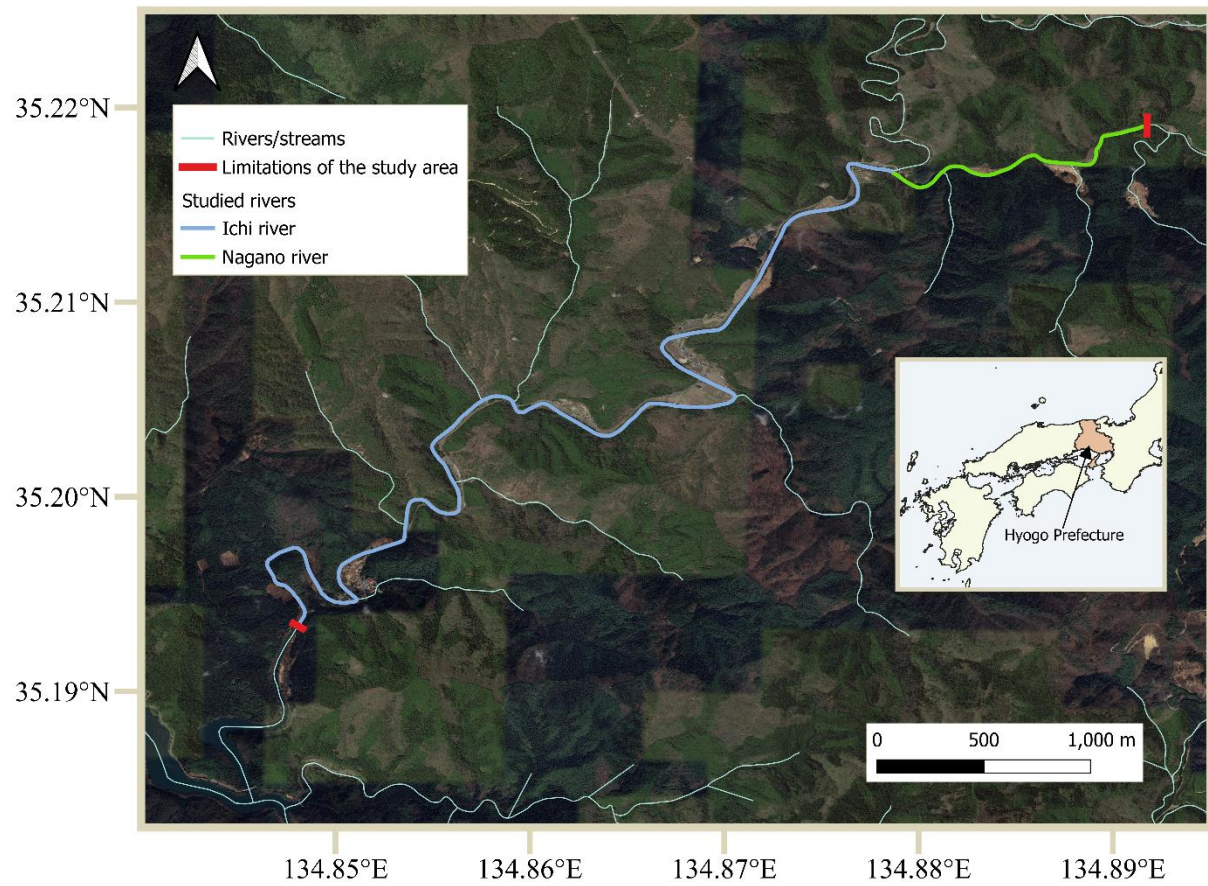 35.22°N
35.21°N
35.20°N
35.19°N
Rivers/streams
Limitations of the study area
Studied rivers
Ichi river
Nagano river
Hyogo Prefecture
0 500 1,000 m
134.85°E 134.86°E 134.87°E 134.88°E 134.89°E